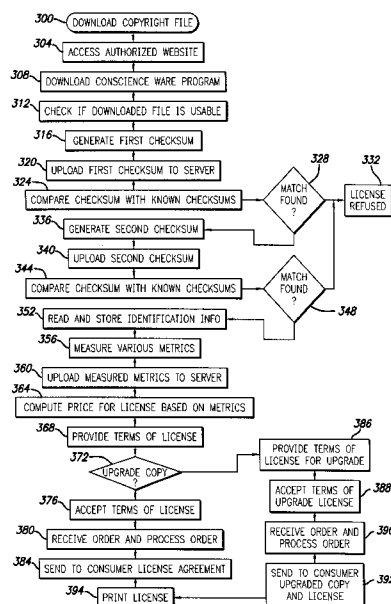 300
DOWNLOAD COPYRIGHT FILE
304
ACCESS AUTHORIZED WEBSITE
308
DOWNLOAD CONSCIENCE WARE PROGRAM
312
CHECK IF DOWNLOADED FILE IS USABLE
316
GENERATE FIRST CHECKSUM
320
UPLOAD FIRST CHECKSUM TO SERVER
324
COMPARE CHECKSUM WITH KNOWN CHECKSUMS
328
MATCH
FOUND
?
332
LICENSE
REFUSED
336
GENERATE SECOND CHECKSUM
340
UPLOAD SECOND CHECKSUM
344
COMPARE CHECKSUM WITH KNOWN CHECKSUMS
MATCH
FOUND
?
348
352
READ AND STORE IDENTIFICATION INFO
356
MEASURE VARIOUS METRICS
360
UPLOAD MEASURED METRICS TO SERVER
364
COMPUTE PRICE FOR LICENSE BASED ON METRICS
368
PROVIDE TERMS OF LICENSE
372
UPGRADE COPY
?
376
ACCEPT TERMS OF LICENSE
380
RECEIVE ORDER AND PROCESS ORDER
384
SEND TO CONSUMER LICENSE AGREEMENT
394
PRINT LICENSE
386
PROVIDE TERMS OF
LICENSE FOR UPGRADE
388
ACCEPT TERMS OF
UPGRADE LICENSE
390
RECEIVE ORDER AND
PROCESS ORDER
392
SEND TO CONSUMER
UPGRADED COPY
AND LICENSE